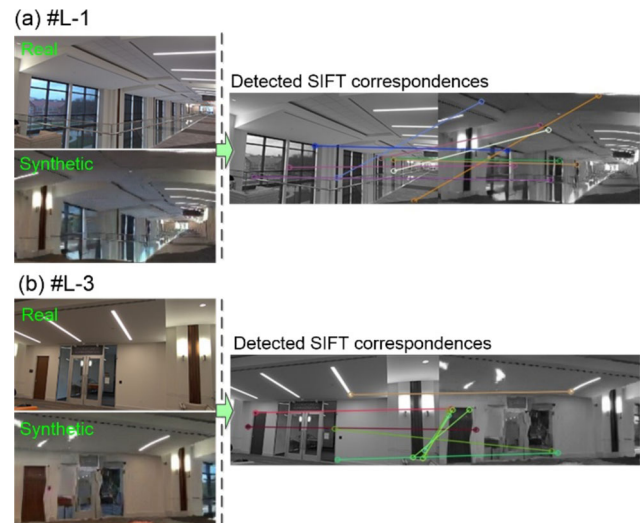 (a) #L-1
Real
Detected SIFT correspondences
Synthetic
(b) #L-3
Real
Detected SIFT correspondences
Synthetic